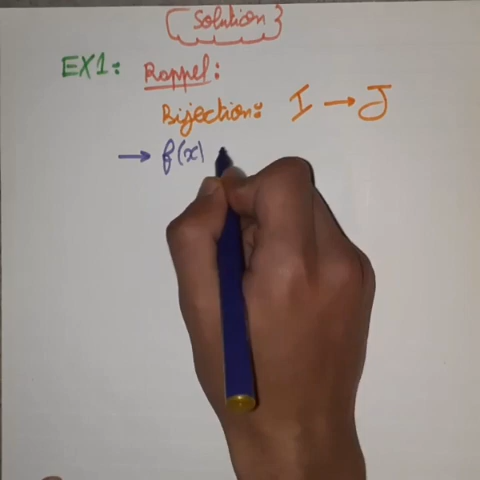 Solution
EX1: Rappel:
Bijection: I → J
→ f(x)